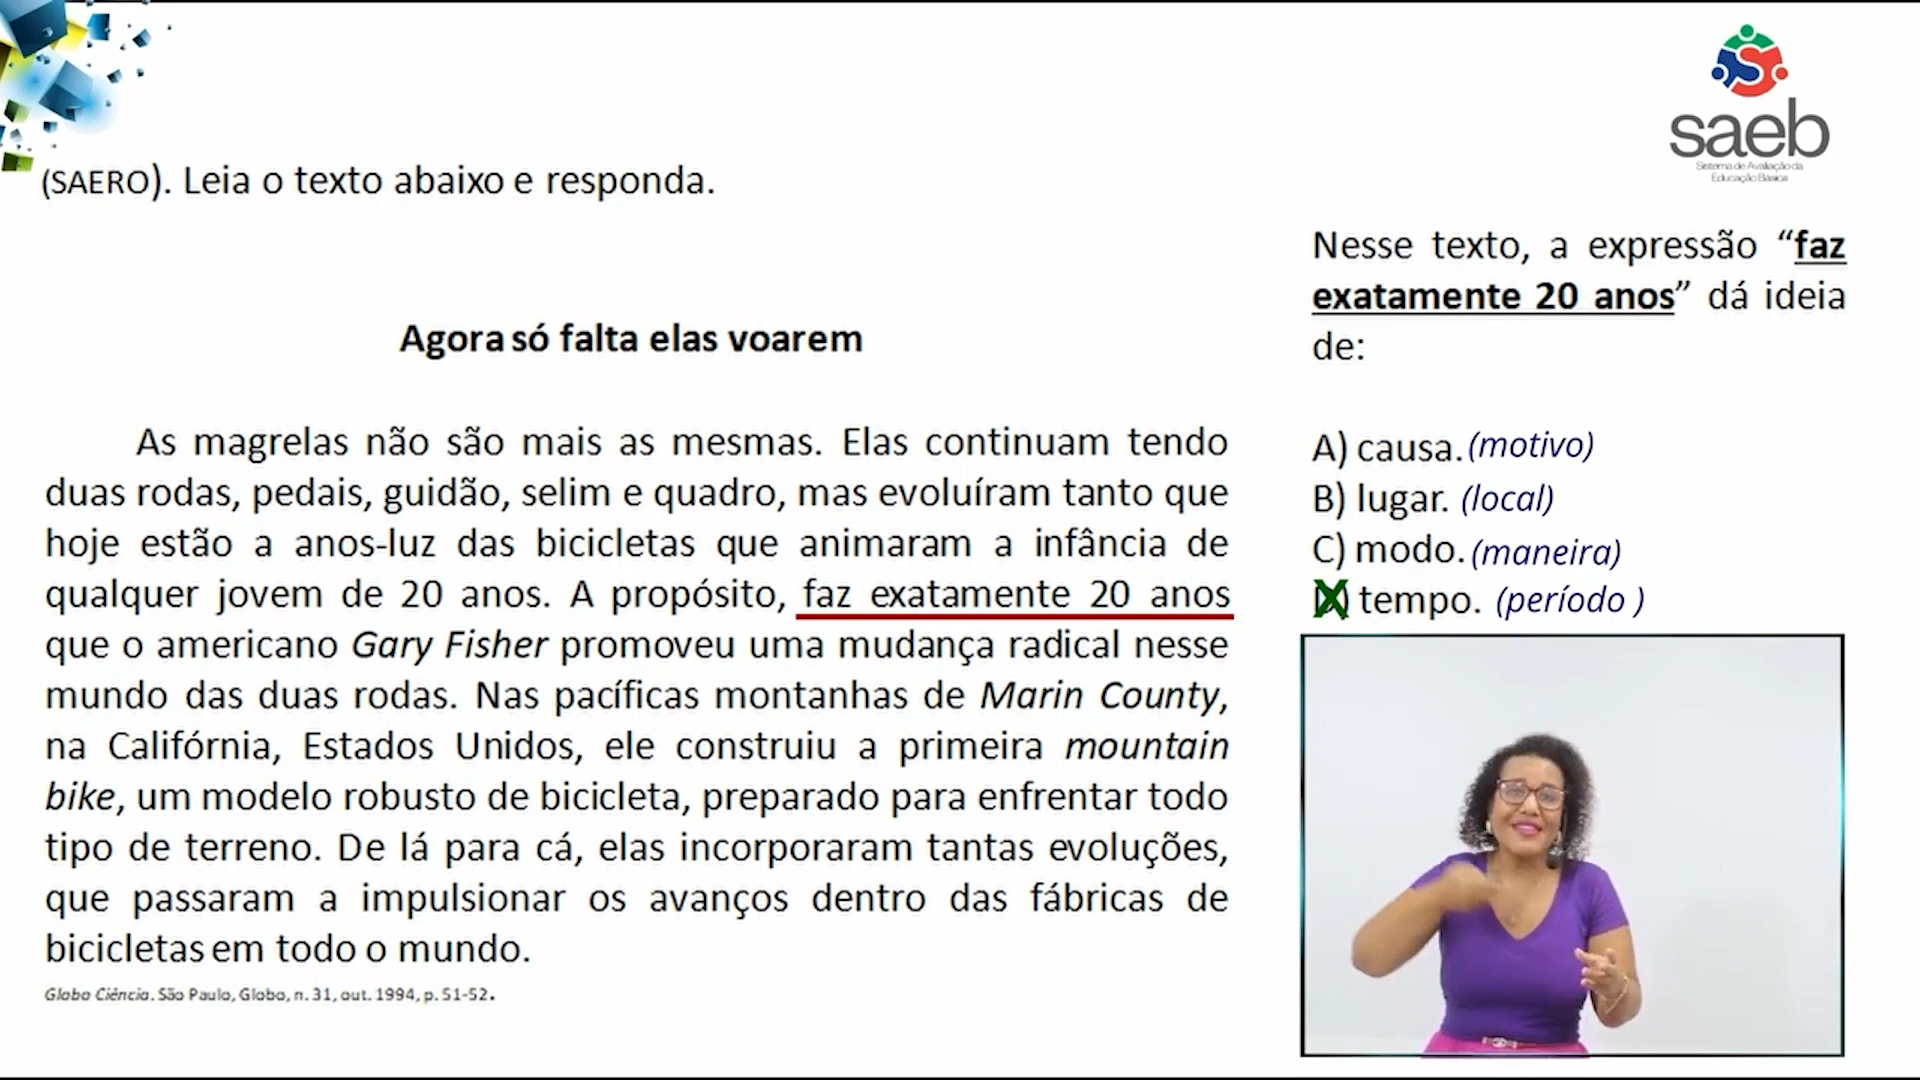 saeb
Sistema de Avaliação da
Educação Básica
(SAERO). Leia o texto abaixo e responda.
Agora só falta elas voarem
As magrelas não são mais as mesmas. Elas continuam tendo
duas rodas, pedais, guidão, selim e quadro, mas evoluíram tanto que
hoje estão a anos-luz das bicicletas que animaram a infância de
qualquer jovem de 20 anos. A propósito, faz exatamente 20 anos
que o americano Gary Fisher promoveu uma mudança radical nesse
mundo das duas rodas. Nas pacíficas montanhas de Marin County,
na Califórnia, Estados Unidos, ele construiu a primeira mountain
bike, um modelo robusto de bicicleta, preparado para enfrentar todo
tipo de terreno. De lá para cá, elas incorporaram tantas evoluções,
que passaram a impulsionar os avanços dentro das fábricas de
bicicletas em todo o mundo.
Globo Ciência. São Paulo, Globo, n. 31, out. 1994, p. 51-52.
Nesse texto, a expressão “faz
exatamente 20 anos” dá ideia
de:
A) causa. (motivo)
B) lugar. (local)
C) modo. (maneira)
D) tempo. (período )